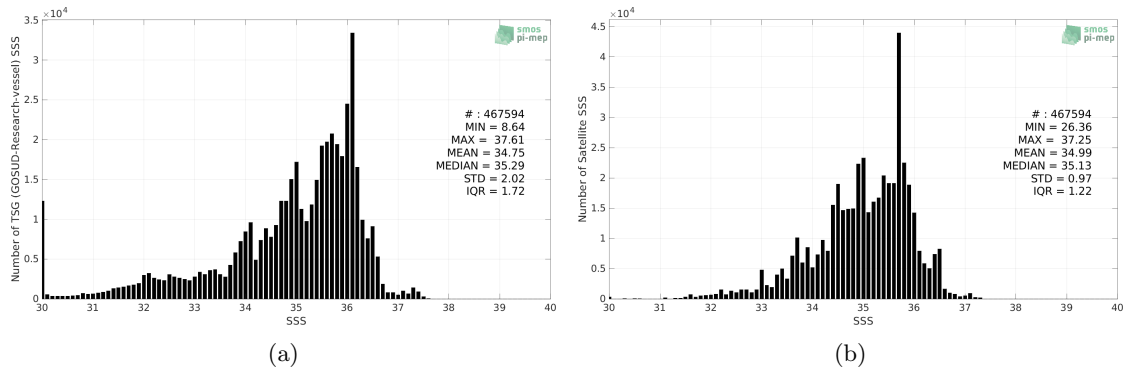 ×10⁴
3.5
3
2.5
2
1.5
1
0.5
0
30 31 32 33 34 35 36 37 38 39 40
SSS
Number of TSG (GOSUD-Research-vessel) SSS
smos
pi-mep
# : 467594
MIN = 8.64
MAX = 37.61
MEAN = 34.75
MEDIAN = 35.29
STD = 2.02
IQR = 1.72
(a)
×10⁴
4.5
4
3.5
3
2.5
2
1.5
1
0.5
0
30 31 32 33 34 35 36 37 38 39 40
SSS
Number of Satellite SSS
smos
pi-mep
# : 467594
MIN = 26.36
MAX = 37.25
MEAN = 34.99
MEDIAN = 35.13
STD = 0.97
IQR = 1.22
(b)